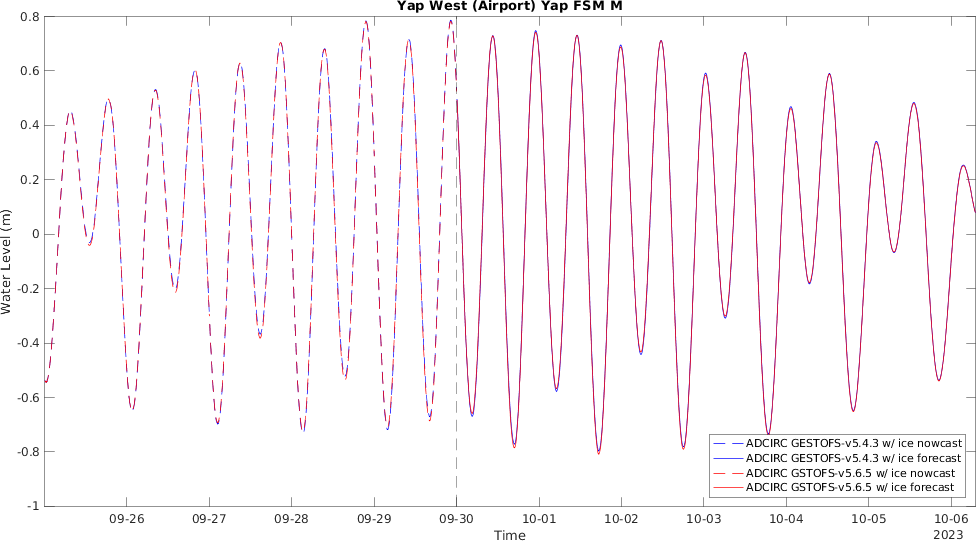 Yap West (Airport) Yap FSM M
0.8
0.6
0.4
0.2
0
-0.2
-0.4
-0.6
-0.8
-1
Water Level (m)
ADCIRC GESTOFS-v5.4.3 w/ ice nowcast
ADCIRC GESTOFS-v5.4.3 w/ ice forecast
ADCIRC GSTOFS-v5.6.5 w/ ice nowcast
ADCIRC GSTOFS-v5.6.5 w/ ice forecast
09-26 09-27 09-28 09-29 09-30 10-01 10-02 10-03 10-04 10-05 10-06
2023
Time